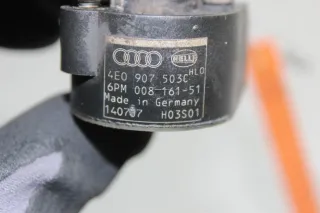 HELLA
4E0 907 503C HLO
6PM 008-161-51
Made in Germany
140707 H03S01